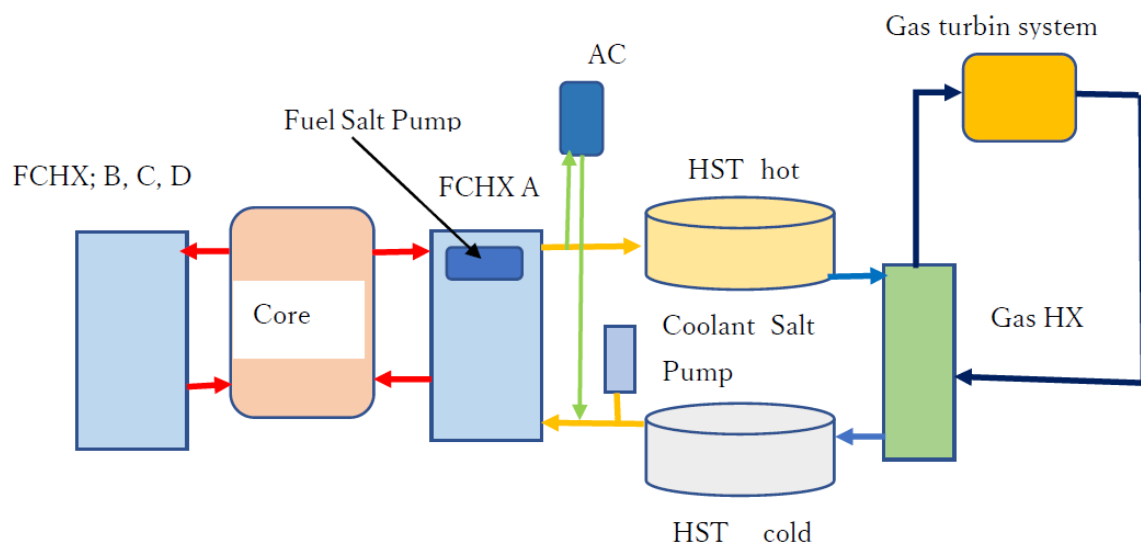 Gas turbin system
AC
Fuel Salt Pump
FCHX; B, C, D
FCHX A
HST hot
Core
Coolant Salt
Pump
Gas HX
HST cold